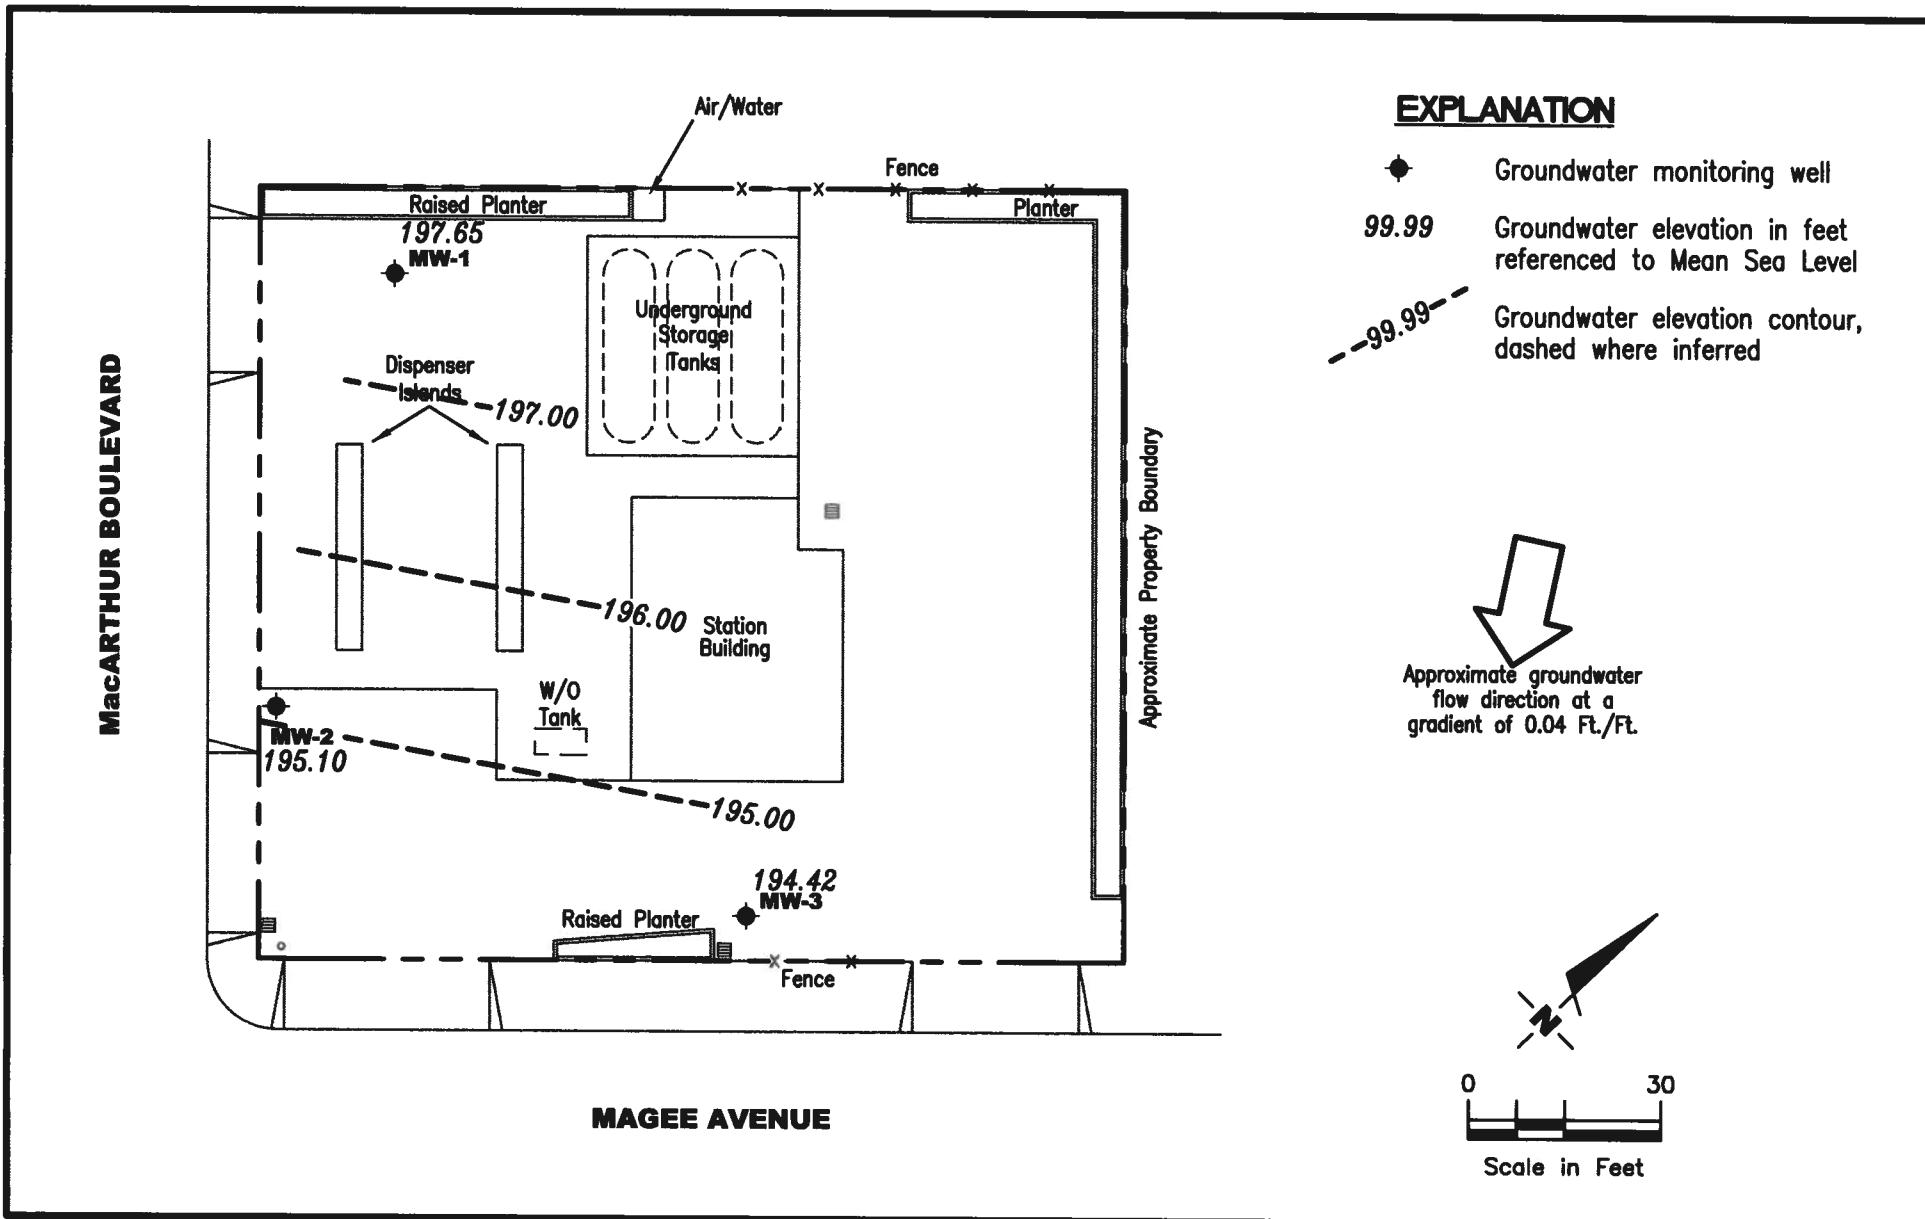 Air/Water
Fence
Raised Planter
Planter
197.65
MW-1
Underground
Storage
Tanks
Dispenser
Islands
197.00
MacARTHUR BOULEVARD
Approximate Property Boundary
196.00
Station
Building
W/O
Tank
MW-2
195.10
195.00
194.42
MW-3
Raised Planter
Fence
MAGEE AVENUE
EXPLANATION
Groundwater monitoring well
99.99
Groundwater elevation in feet
referenced to Mean Sea Level
99.99
Groundwater elevation contour,
dashed where inferred
Approximate groundwater
flow direction at a
gradient of 0.04 Ft./Ft.
N
0 30
Scale in Feet